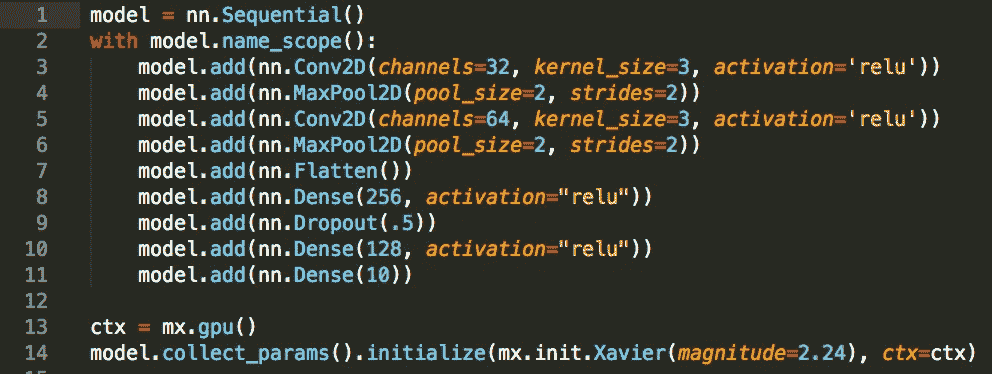 1 model = nn.Sequential()
2 with model.name_scope():
3     model.add(nn.Conv2D(channels=32, kernel_size=3, activation='relu'))
4     model.add(nn.MaxPool2D(pool_size=2, strides=2))
5     model.add(nn.Conv2D(channels=64, kernel_size=3, activation='relu'))
6     model.add(nn.MaxPool2D(pool_size=2, strides=2))
7     model.add(nn.Flatten())
8     model.add(nn.Dense(256, activation="relu"))
9     model.add(nn.Dropout(.5))
10     model.add(nn.Dense(128, activation="relu"))
11     model.add(nn.Dense(10))
12
13 ctx = mx.gpu()
14 model.collect_params().initialize(mx.init.Xavier(magnitude=2.24), ctx=ctx)